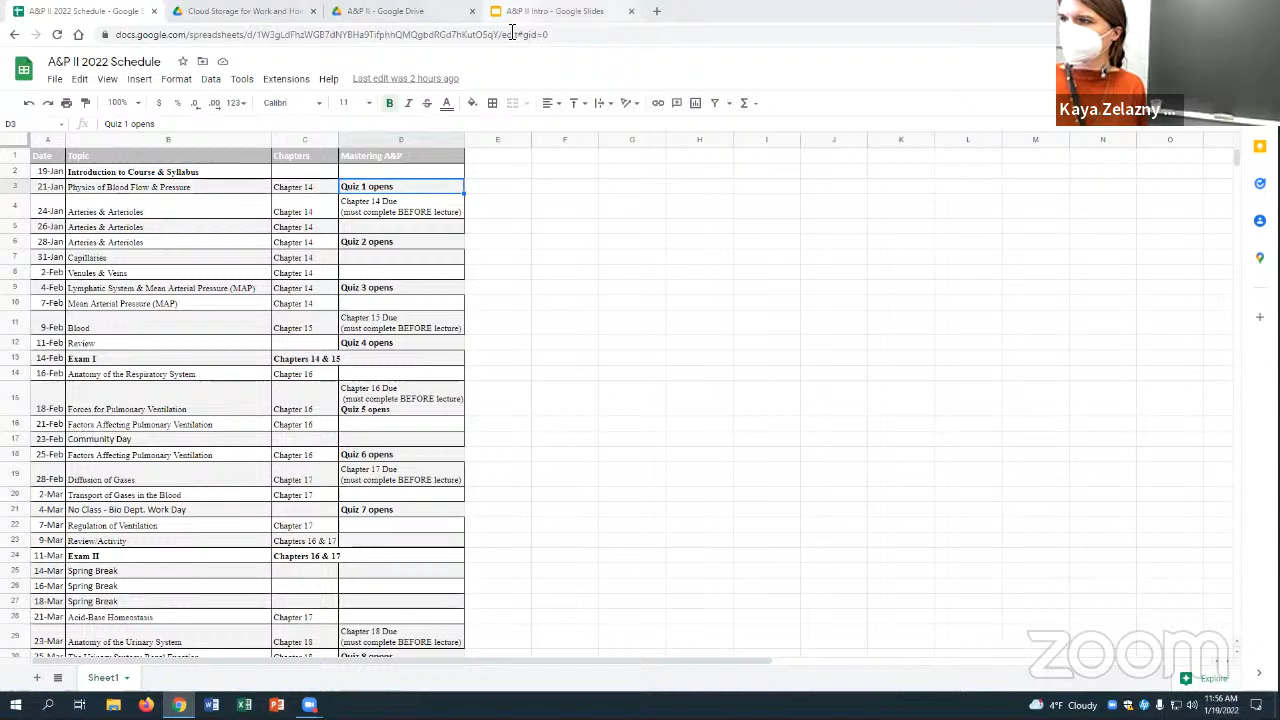 A&P II 2022 Schedule - Google S
Cloud Storage for Work and Hom
A&P II - Google Drive
A&P II Intro - Google Slides
docs.google.com/spreadsheets/d/
gid=0
A&P II 2022 Schedule
File Edit View Insert Format Data Tools Extensions Help Last edit was 2 hours ago
100% $ % .0 .00 123 Calibri 11 B I S A
D3 Quiz 1 opens
A B C D E F G H I J K L M N O
1 Date Topic Chapters Mastering A&P
2 19-Jan Introduction to Course & Syllabus
3 21-Jan Physics of Blood Flow & Pressure Chapter 14 Quiz 1 opens
Chapter 14 Due
4 24-Jan Arteries & Arterioles Chapter 14 (must complete BEFORE lecture)
5 26-Jan Arteries & Arterioles Chapter 14
6 28-Jan Arteries & Arterioles Chapter 14 Quiz 2 opens
7 31-Jan Capillaries Chapter 14
8 2-Feb Venules & Veins Chapter 14
9 4-Feb Lymphatic System & Mean Arterial Pressure (MAP) Chapter 14 Quiz 3 opens
10 7-Feb Mean Arterial Pressure (MAP) Chapter 14
Chapter 15 Due
11 9-Feb Blood Chapter 15 (must complete BEFORE lecture)
12 11-Feb Review Quiz 4 opens
13 14-Feb Exam I Chapters 14 & 15
14 16-Feb Anatomy of the Respiratory System Chapter 16
Chapter 16 Due
15 (must complete BEFORE lecture)
18-Feb Forces for Pulmonary Ventilation Chapter 16 Quiz 5 opens
16 21-Feb Factors Affecting Pulmonary Ventilation Chapter 16
17 23-Feb Community Day
18 25-Feb Factors Affecting Pulmonary Ventilation Chapter 16 Quiz 6 opens
Chapter 17 Due
19 28-Feb Diffusion of Gases Chapter 17 (must complete BEFORE lecture)
20 2-Mar Transport of Gases in the Blood Chapter 17
21 4-Mar No Class - Bio Dept. Work Day Quiz 7 opens
22 7-Mar Regulation of Ventilation Chapter 17
23 9-Mar Review/Activity Chapters 16 & 17
24 11-Mar Exam II Chapters 16 & 17
25 14-Mar Spring Break
26 16-Mar Spring Break
27 18-Mar Spring Break
28 21-Mar Acid-Base Homeostasis Chapter 17
Chapter 18 Due
29 23-Mar Anatomy of the Urinary System Chapter 18 (must complete BEFORE lecture)
30 25-Mar The Urinary System Renal Function Chapter 18 Quiz 8 opens
Sheet1
Explore
Kaya Zelazny ...
zoom
4°F Cloudy
11:56 AM
1/19/2022